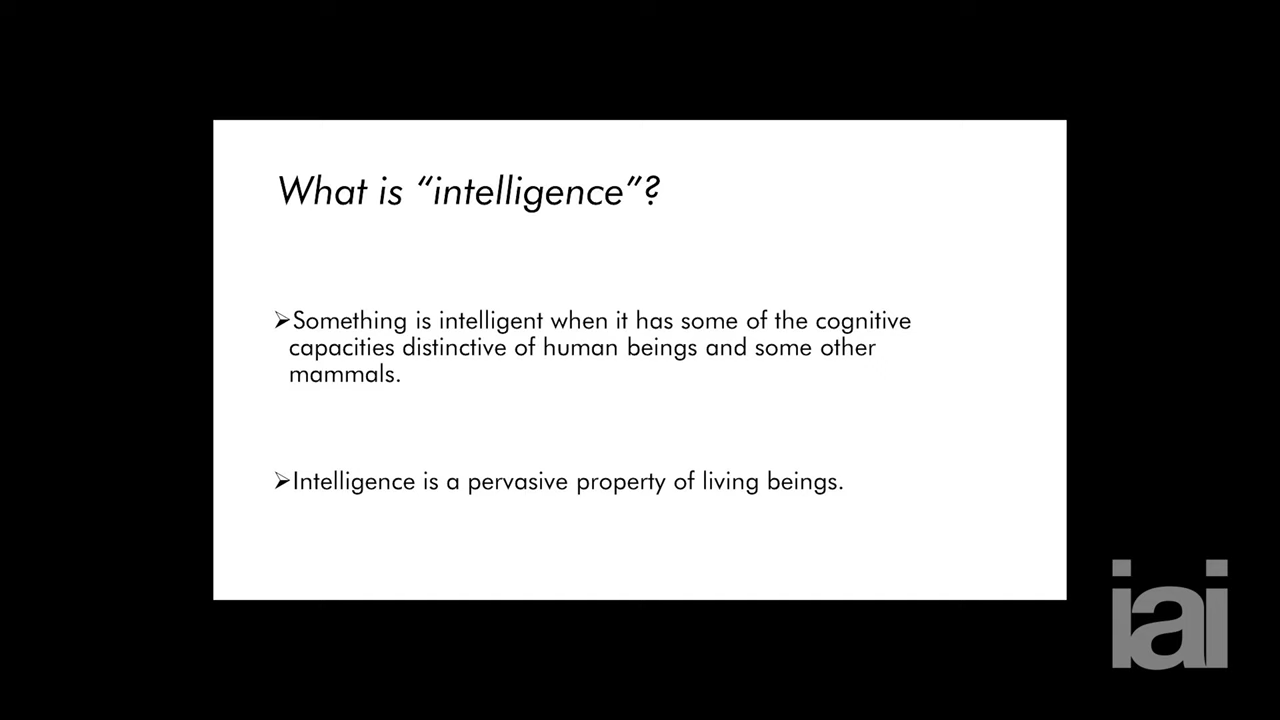 What is “intelligence”?
➢Something is intelligent when it has some of the cognitive
capacities distinctive of human beings and some other
mammals.
➢Intelligence is a pervasive property of living beings.
iai